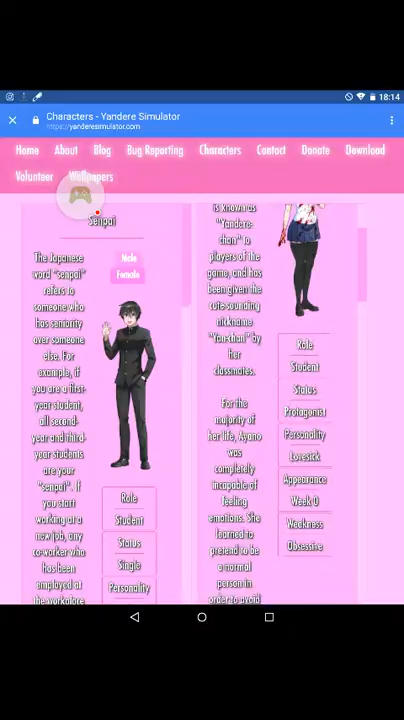 18:14
Characters - Yandere Simulator
https://yanderesimulator.com
Home About Blog Bug Reporting Characters Contact Donate Download
Volunteer Wallpapers
Senpai
The Japanese
word "senpai"
refers to
someone who
has seniority
over someone
else. For
example, if
you are a first-
year student,
all second-
year and third-
year students
are your
"senpai". If
you start
working at a
new job, any
co-worker who
has been
employed at
the workplace
Male
Female
Role
Student
Status
Single
Personality
is known as
"Yandere-
chan" to
players of the
game, and has
been given the
cute-sounding
nickname
"Yan-chan" by
her
classmates.
For the
majority of
her life, Ayano
was
completely
incapable of
feeling
emotions. She
learned to
pretend to be
a normal
person in
order to avoid
Role
Student
Status
Protagonist
Personality
Lovesick
Appearance
Week 0
Weakness
Obsessive